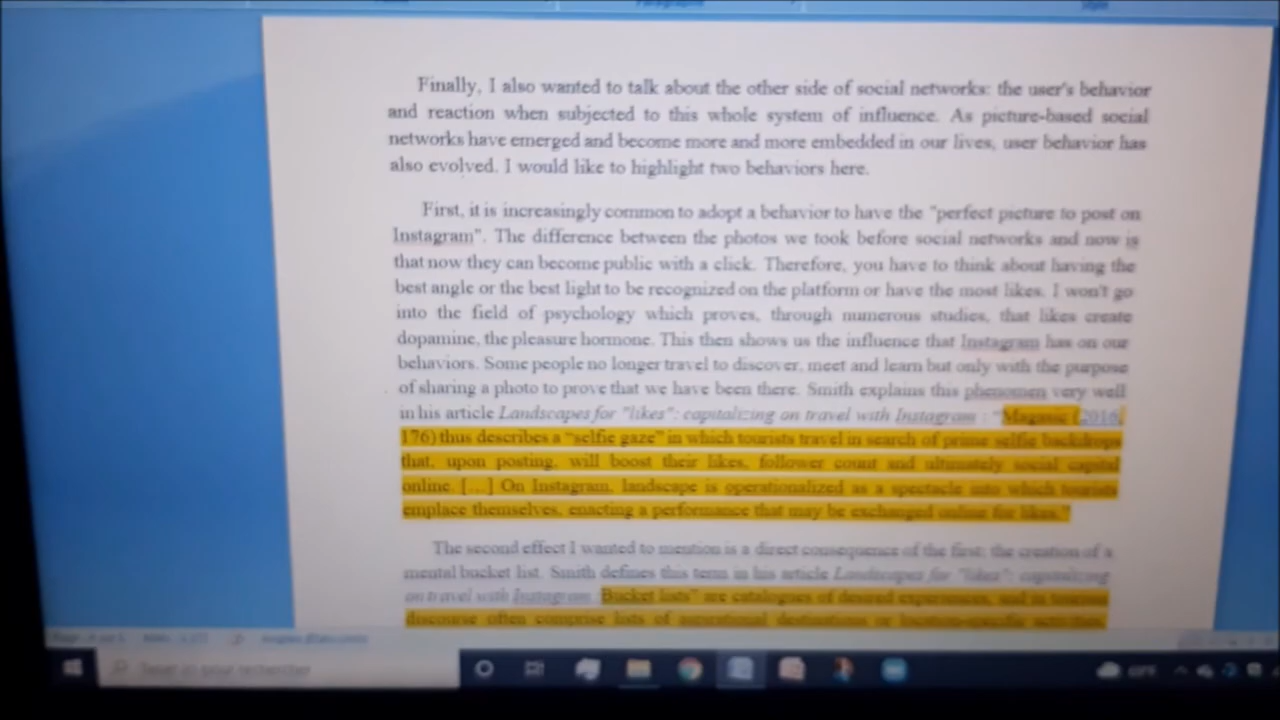 Finally, I also wanted to talk about the other side of social networks: the user's behavior
and reaction when subjected to this whole system of influence. As picture-based social
networks have emerged and become more and more embedded in our lives, user behavior has
also evolved. I would like to highlight two behaviors here.
First, it is increasingly common to adopt a behavior to have the "perfect picture to post on
Instagram". The difference between the photos we took before social networks and now is
that now they can become public with a click. Therefore, you have to think about having the
best angle or the best light to be recognized on the platform or have the most likes. I won't go
into the field of psychology which proves, through numerous studies, that likes create
dopamine, the pleasure hormone. This then shows us the influence that Instagram has on our
behaviors. Some people no longer travel to discover, meet and learn but only with the purpose
of sharing a photo to prove that we have been there. Smith explains this phenomen very well
in his article Landscapes for "likes": capitalizing on travel with Instagram : " (2016,
176) thus describes a "selfie gaze" in which tourists travel in search of prime selfie backdrops
that, upon posting, will boost their likes, follower count and ultimately social capital
online. [...] On Instagram, landscape is operationalized as a spectacle into which tourists
emplace themselves, enacting a performance that may be exchanged online for likes."
The second effect I wanted to mention is a direct consequence of the first: the creation of a
mental bucket list. Smith defines this term in his article Landscapes for "likes": capitalizing
on travel with Instagram. Bucket lists" are catalogues of desired experiences, and in tourism
discourse often comprise lists of aspirational destinations or location-specific activities.
Taper ici pour rechercher